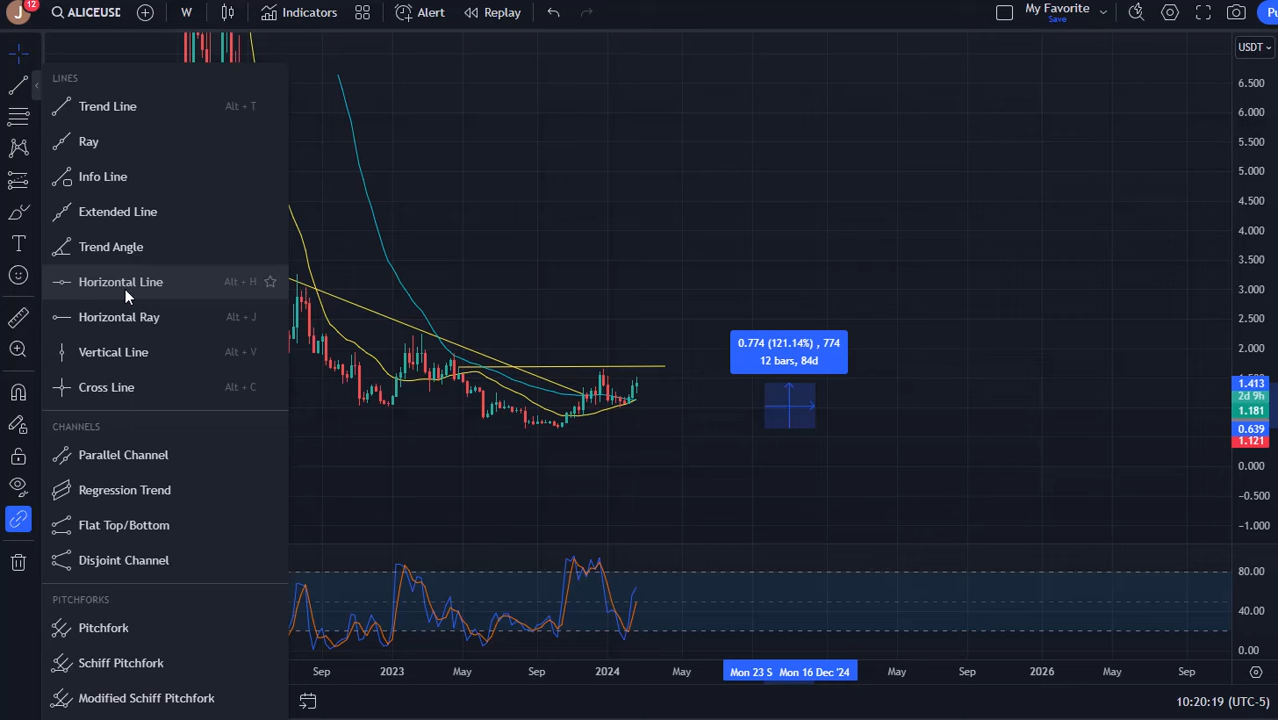 J 12 ALICEUSD W Indicators Alert Replay My Favorite Save Pu
USDT
LINES
Trend Line Alt + T
Ray
Info Line
Extended Line
Trend Angle
Horizontal Line Alt + H
Horizontal Ray Alt + J
Vertical Line Alt + V
Cross Line Alt + C
CHANNELS
Parallel Channel
Regression Trend
Flat Top/Bottom
Disjoint Channel
PITCHFORKS
Pitchfork
Schiff Pitchfork
Modified Schiff Pitchfork
0.774 (121.14%) , 774
12 bars, 84d
6.500
6.000
5.500
5.000
4.500
4.000
3.500
3.000
2.500
2.000
1.413
2d 9h
1.181
0.639
1.121
0.000
−0.500
−1.000
80.00
40.00
0.00
Sep 2023 May Sep 2024 May Mon 23 S Mon 16 Dec '24 May Sep 2026 May Sep
10:20:19 (UTC-5)